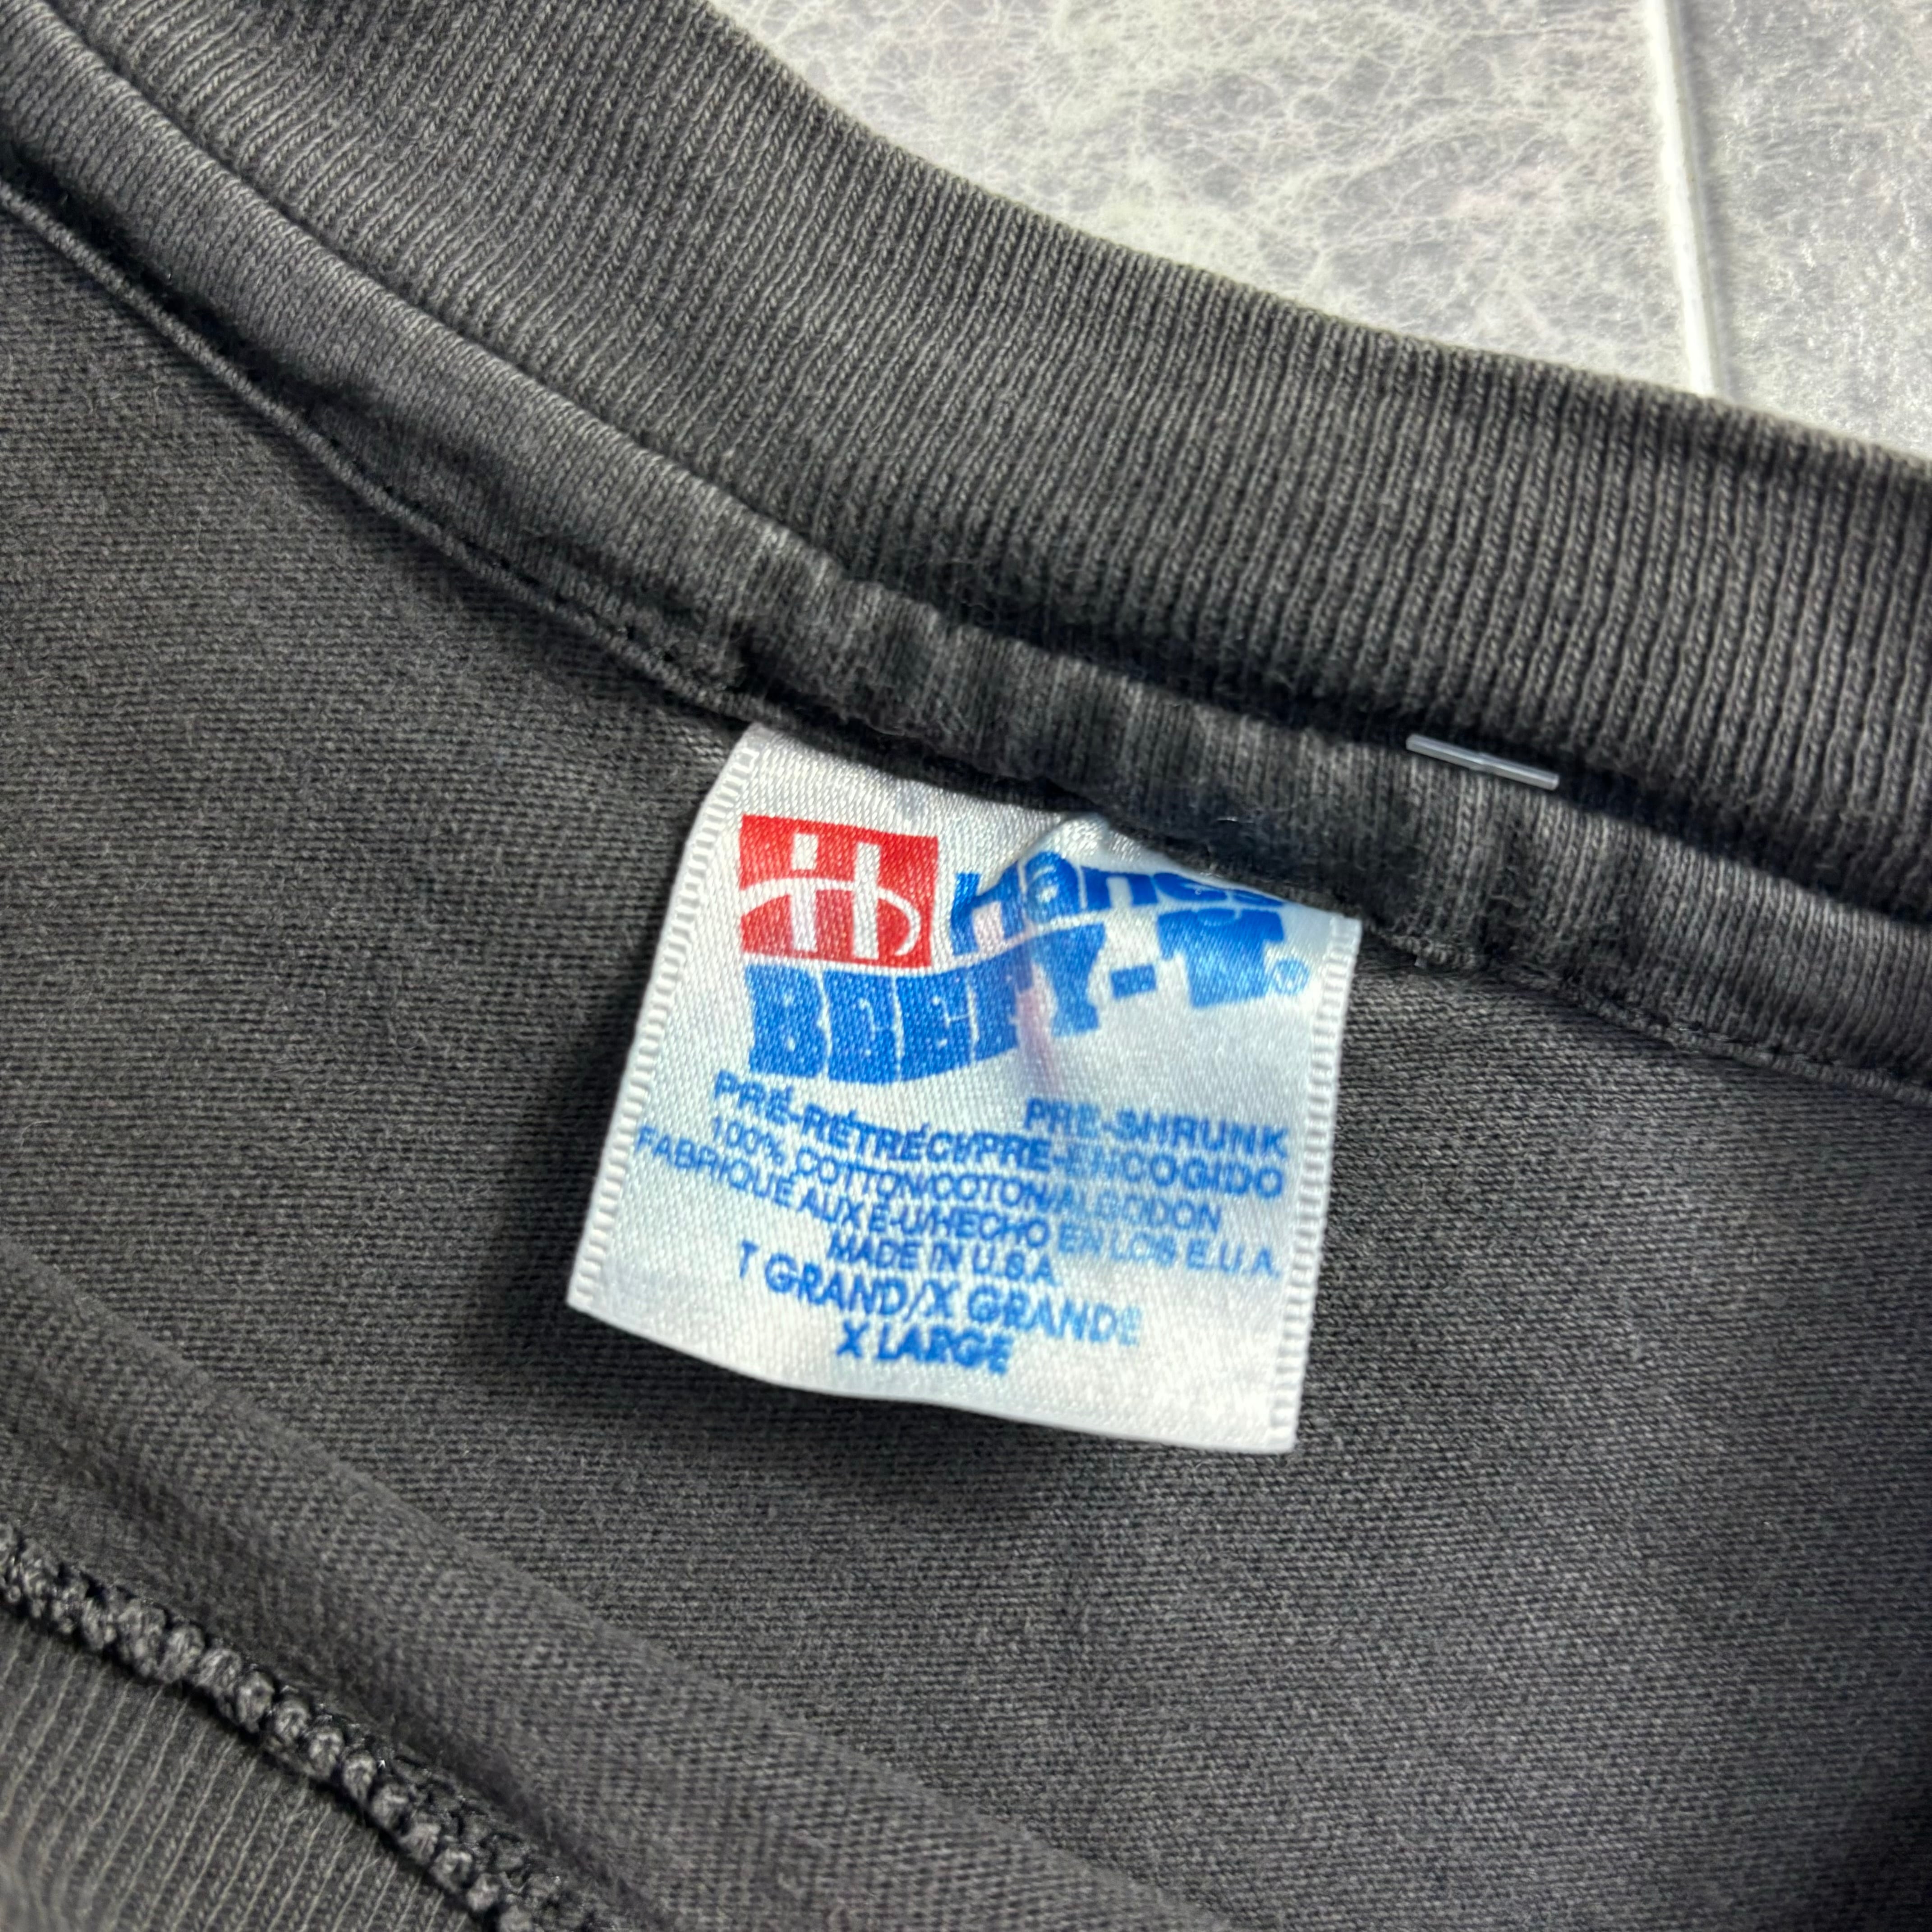 H Hanes
BEEFY-T®
PRE-SHRUNK
PRÉ-RÉTRÉCI/PRE-ENCOGIDO
100% COTTON/COTON/ALGODON
FABRIQUÉ AUX É-U/HECHO EN LOS E.U.A.
MADE IN U.S.A.
T GRAND/X GRANDE
X LARGE